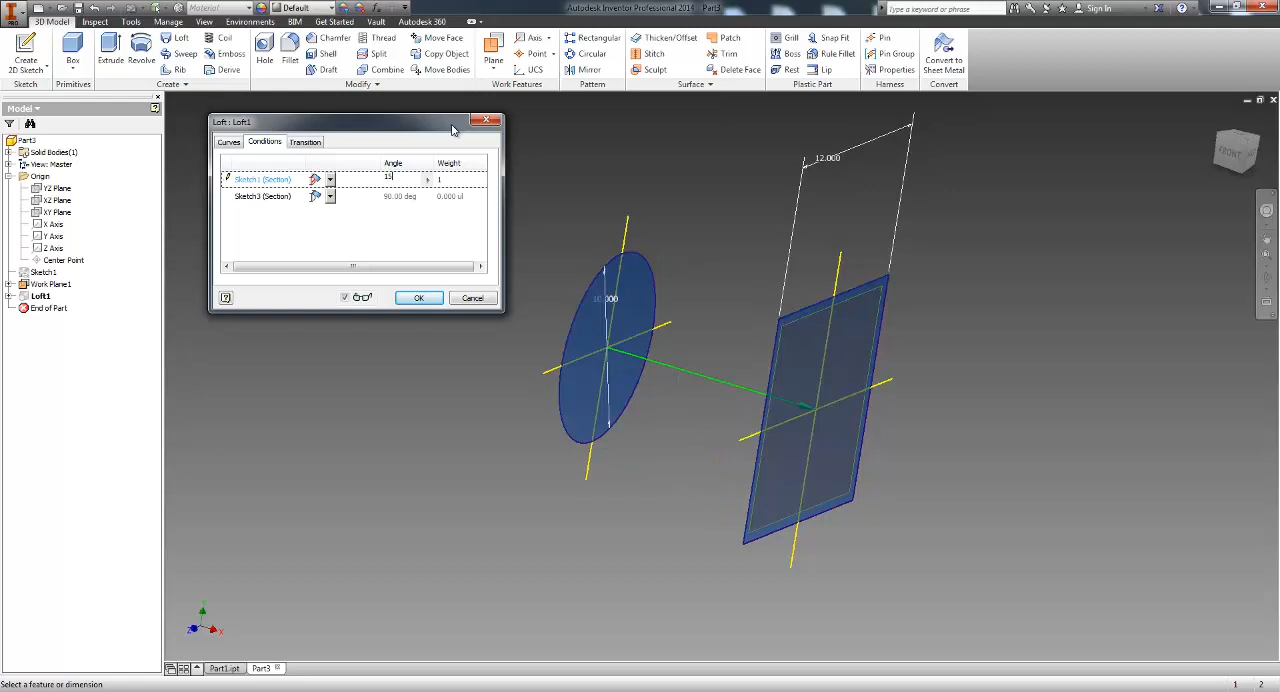 PRO
Material
Default
Autodesk Inventor Professional 2014 Part3
Type a keyword or phrase
Sign In
3D Model Inspect Tools Manage View Environments BIM Get Started Vault Autodesk 360
Create 2D Sketch
Box
Extrude
Revolve
Loft Coil
Sweep Emboss
Rib Derive
Hole
Fillet
Chamfer Thread Move Face
Shell Split Copy Object
Draft Combine Move Bodies
Plane
Axis
Point
UCS
Rectangular
Circular
Mirror
Thicken/Offset Patch
Stitch Trim
Sculpt Delete Face
Grill Snap Fit
Boss Rule Fillet
Rest Lip
Pin
Pin Group
Properties
Convert to Sheet Metal
Sketch Primitives Create Modify Work Features Pattern Surface Plastic Part Harness Convert
Model
Part3
Solid Bodies(1)
View: Master
Origin
YZ Plane
XZ Plane
XY Plane
X Axis
Y Axis
Z Axis
Center Point
Sketch1
Work Plane1
Loft1
End of Part
Loft : Loft1
Curves Conditions Transition
Angle Weight
Sketch1 (Section) 15 1
Sketch3 (Section) 90.00 deg 0.000 ul
OK Cancel
12.000
10.000
FRONT
Z X
Part1.ipt Part3
Select a feature or dimension 1 2